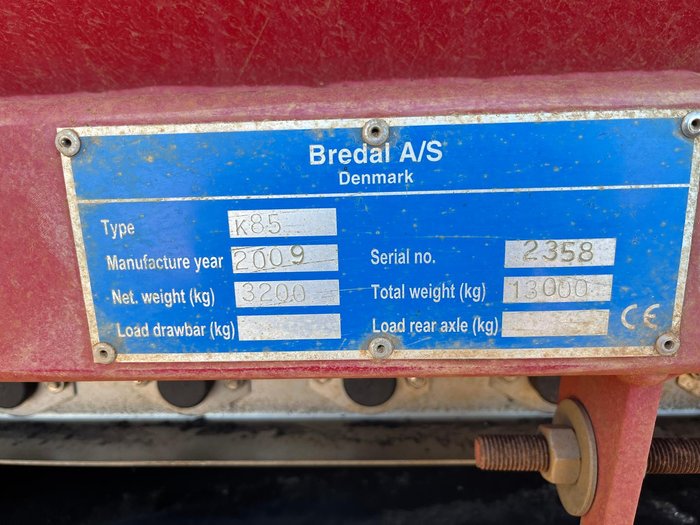 Bredal A/S
Denmark
Type K85
Manufacture year 2009 Serial no. 2358
Net. weight (kg) 3200 Total weight (kg) 13000
Load drawbar (kg) Load rear axle (kg) CE